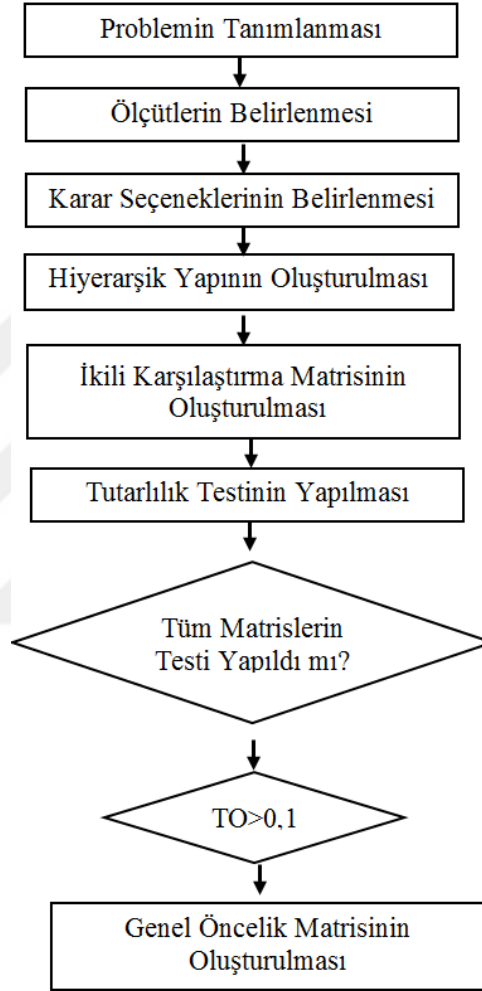 Problemin Tanımlanması
Ölçütlerin Belirlenmesi
Karar Seçeneklerinin Belirlenmesi
Hiyerarşik Yapının Oluşturulması
İkili Karşılaştırma Matrisinin
Oluşturulması
Tutarlılık Testinin Yapılması
Tüm Matrislerin
Testi Yapıldı mı?
TO>0,1
Genel Öncelik Matrisinin
Oluşturulması